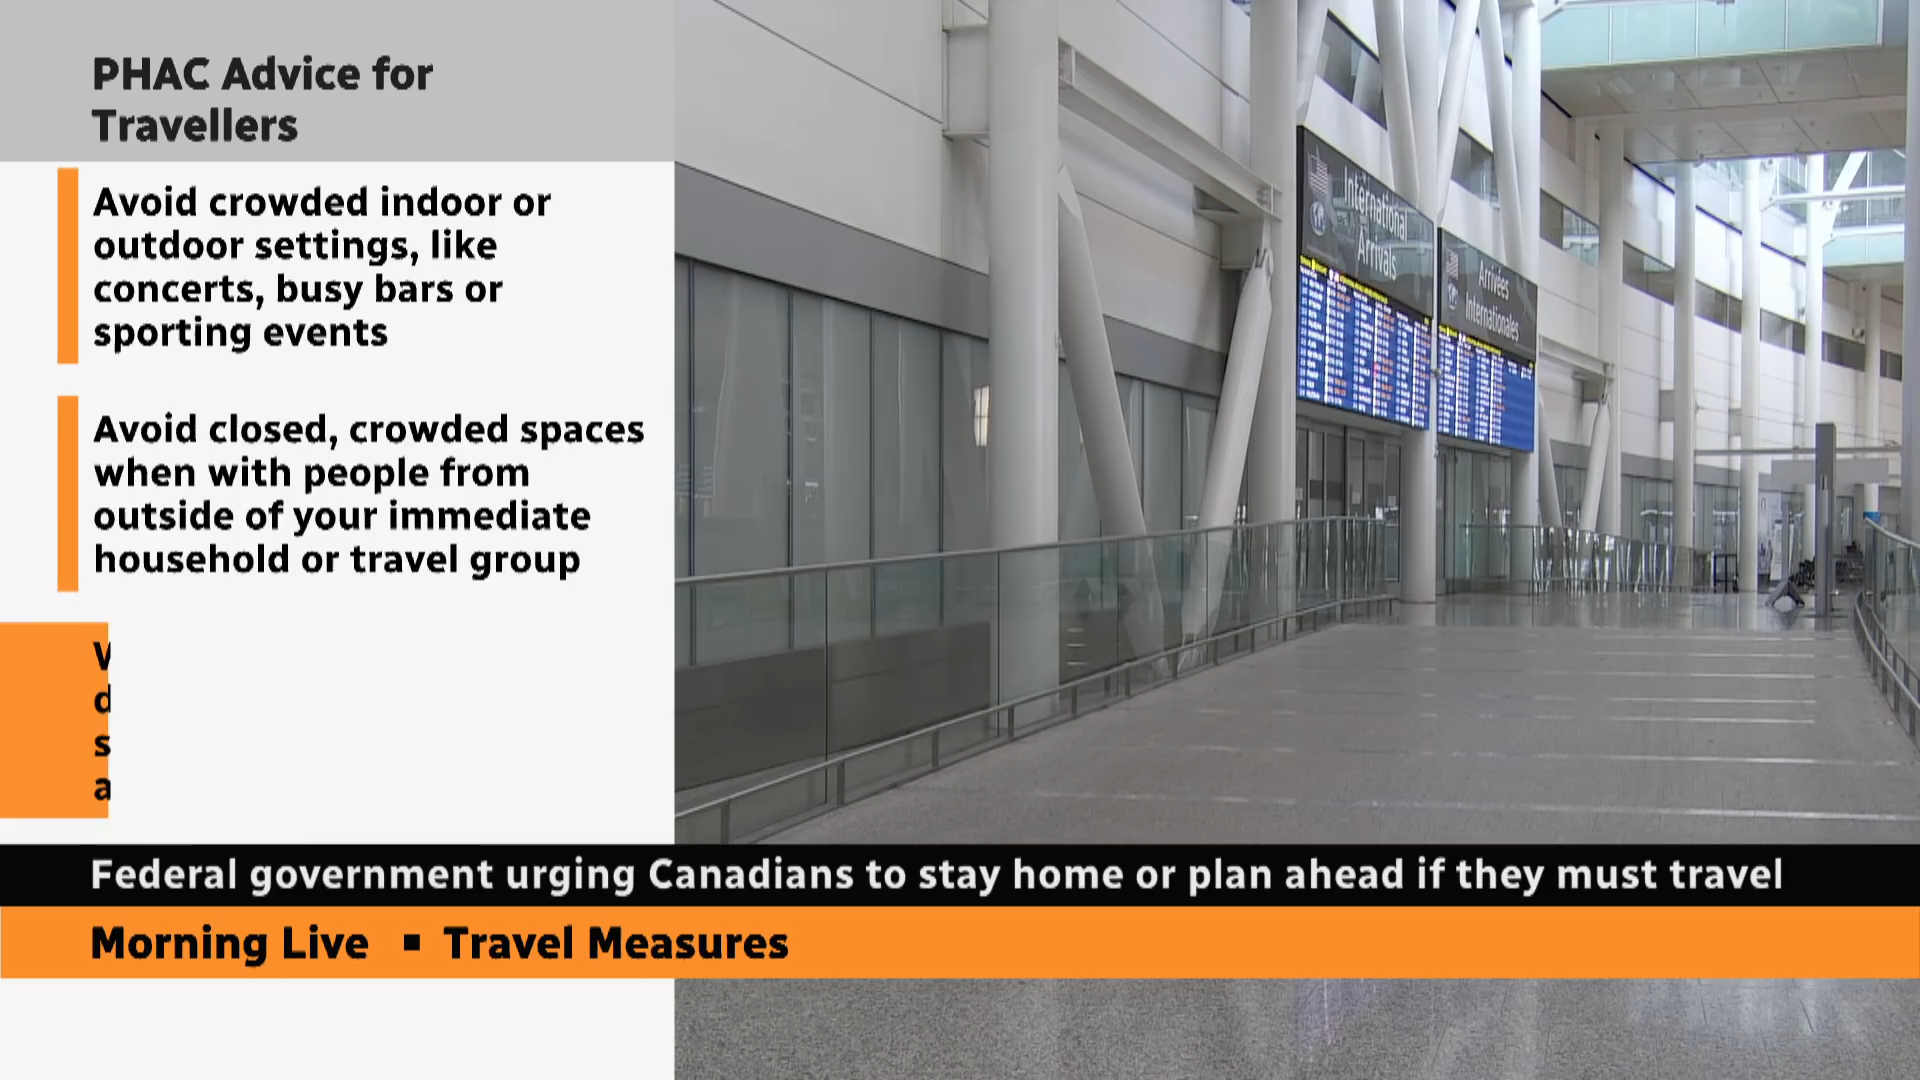 PHAC Advice for
Travellers
Avoid crowded indoor or
outdoor settings, like
concerts, busy bars or
sporting events
Avoid closed, crowded spaces
when with people from
outside of your immediate
household or travel group
d
s
a
International
Arrivals
Arrivées
Internationales
Federal government urging Canadians to stay home or plan ahead if they must travel
Morning Live ▪ Travel Measures